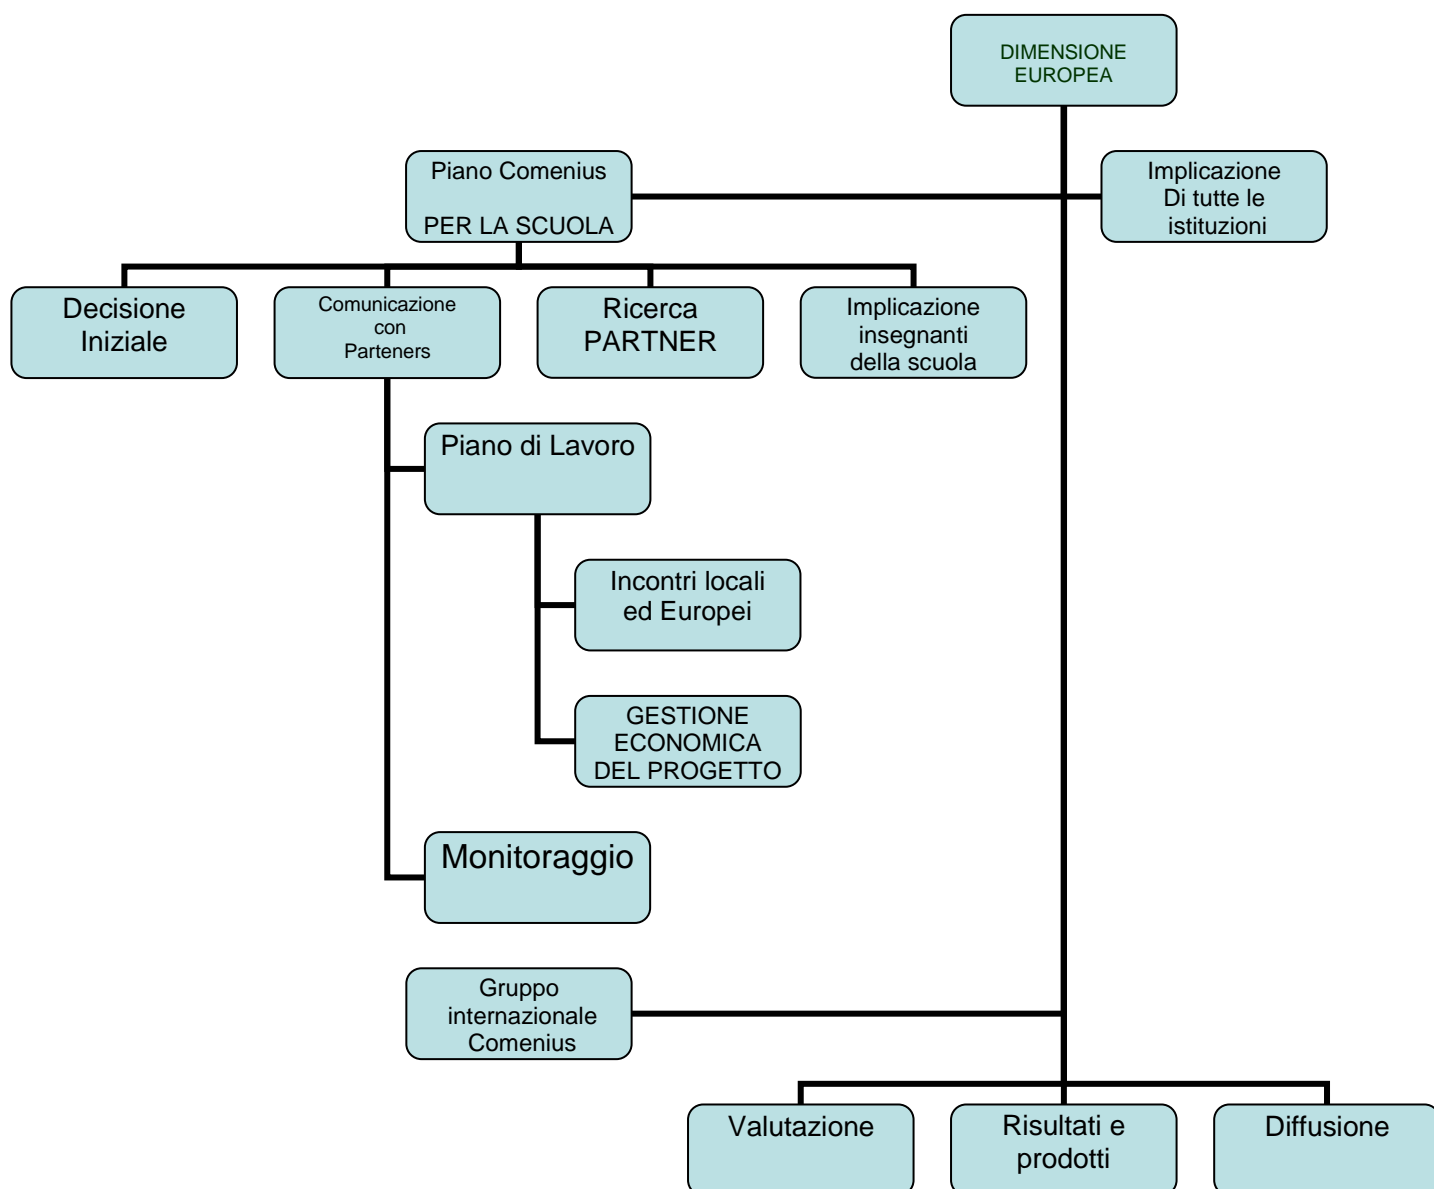 DIMENSIONE
EUROPEA
Piano Comenius
PER LA SCUOLA
Implicazione
Di tutte le
istituzioni
Decisione
Iniziale
Comunicazione
con
Parteners
Ricerca
PARTNER
Implicazione
insegnanti
della scuola
Piano di Lavoro
Incontri locali
ed Europei
GESTIONE
ECONOMICA
DEL PROGETTO
Monitoraggio
Gruppo
internazionale
Comenius
Valutazione
Risultati e
prodotti
Diffusione